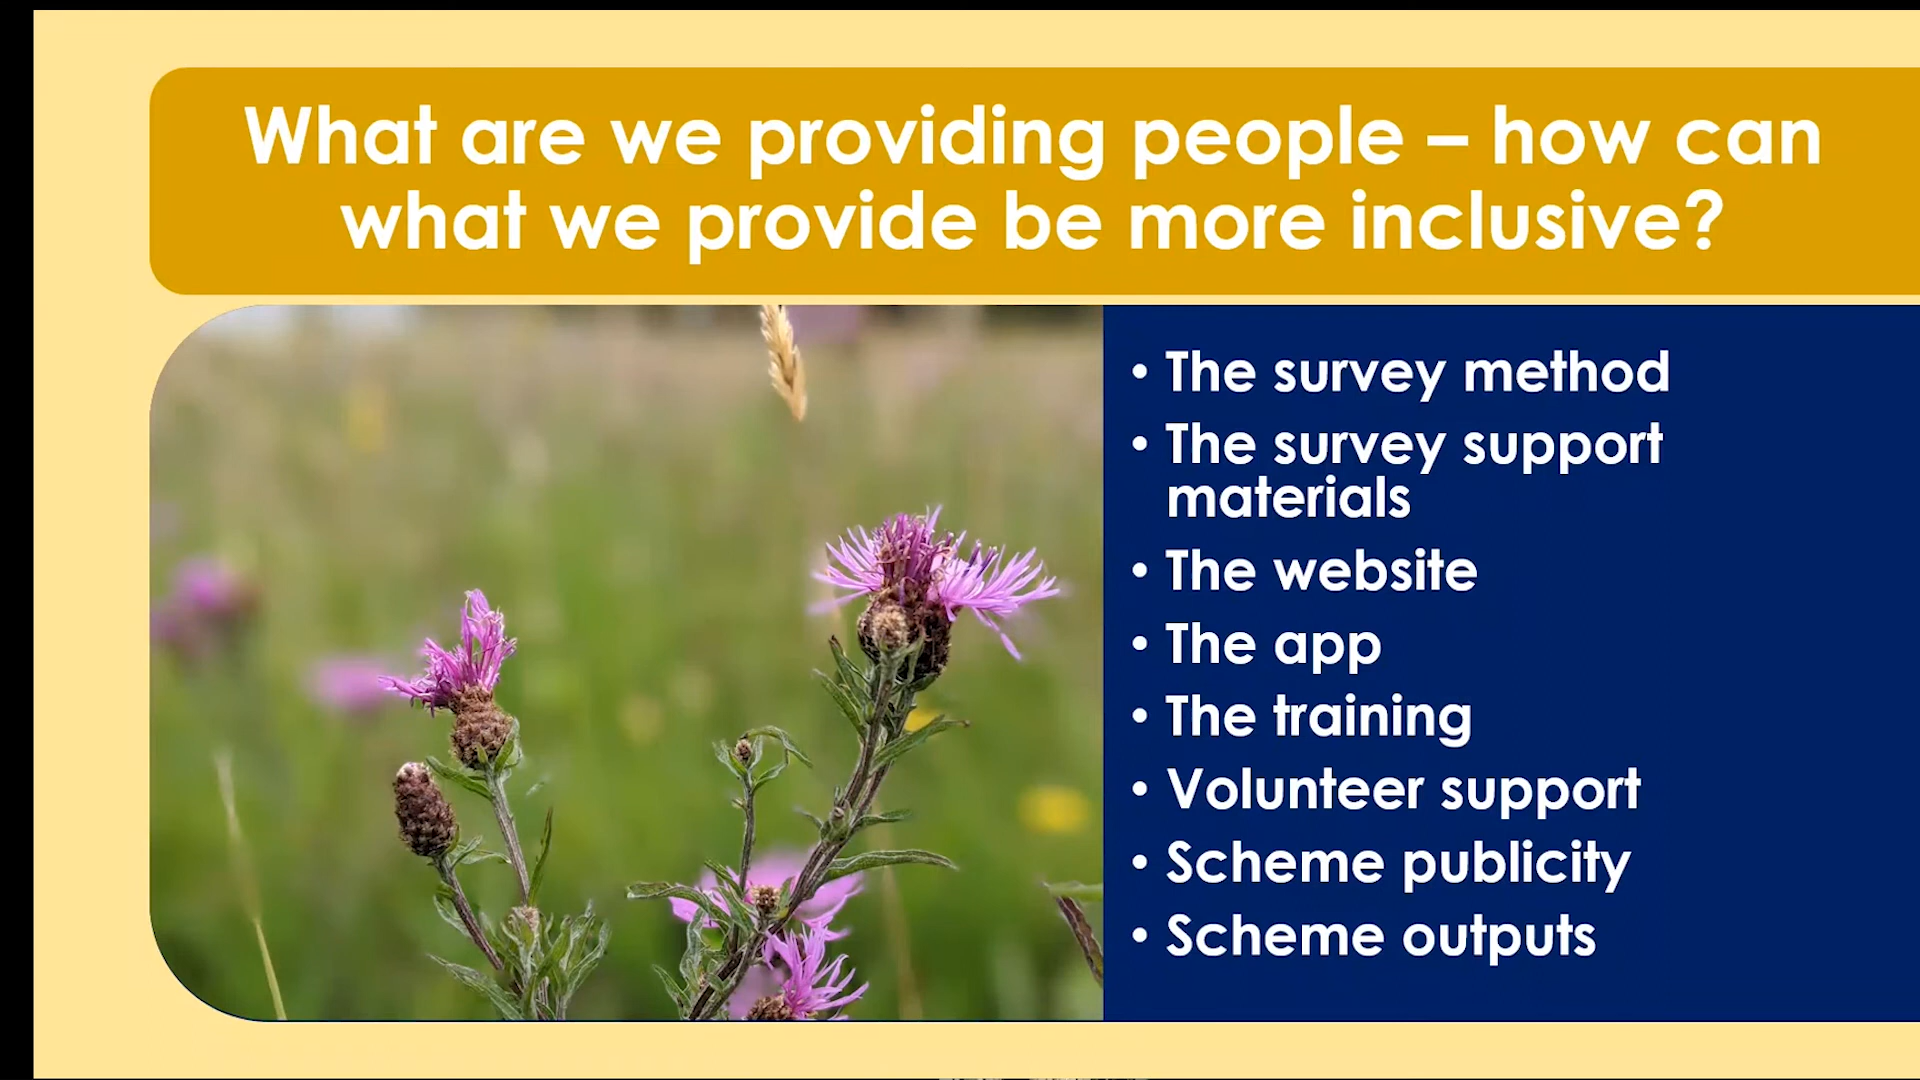 What are we providing people – how can
what we provide be more inclusive?
• The survey method
• The survey support
materials
• The website
• The app
• The training
• Volunteer support
• Scheme publicity
• Scheme outputs